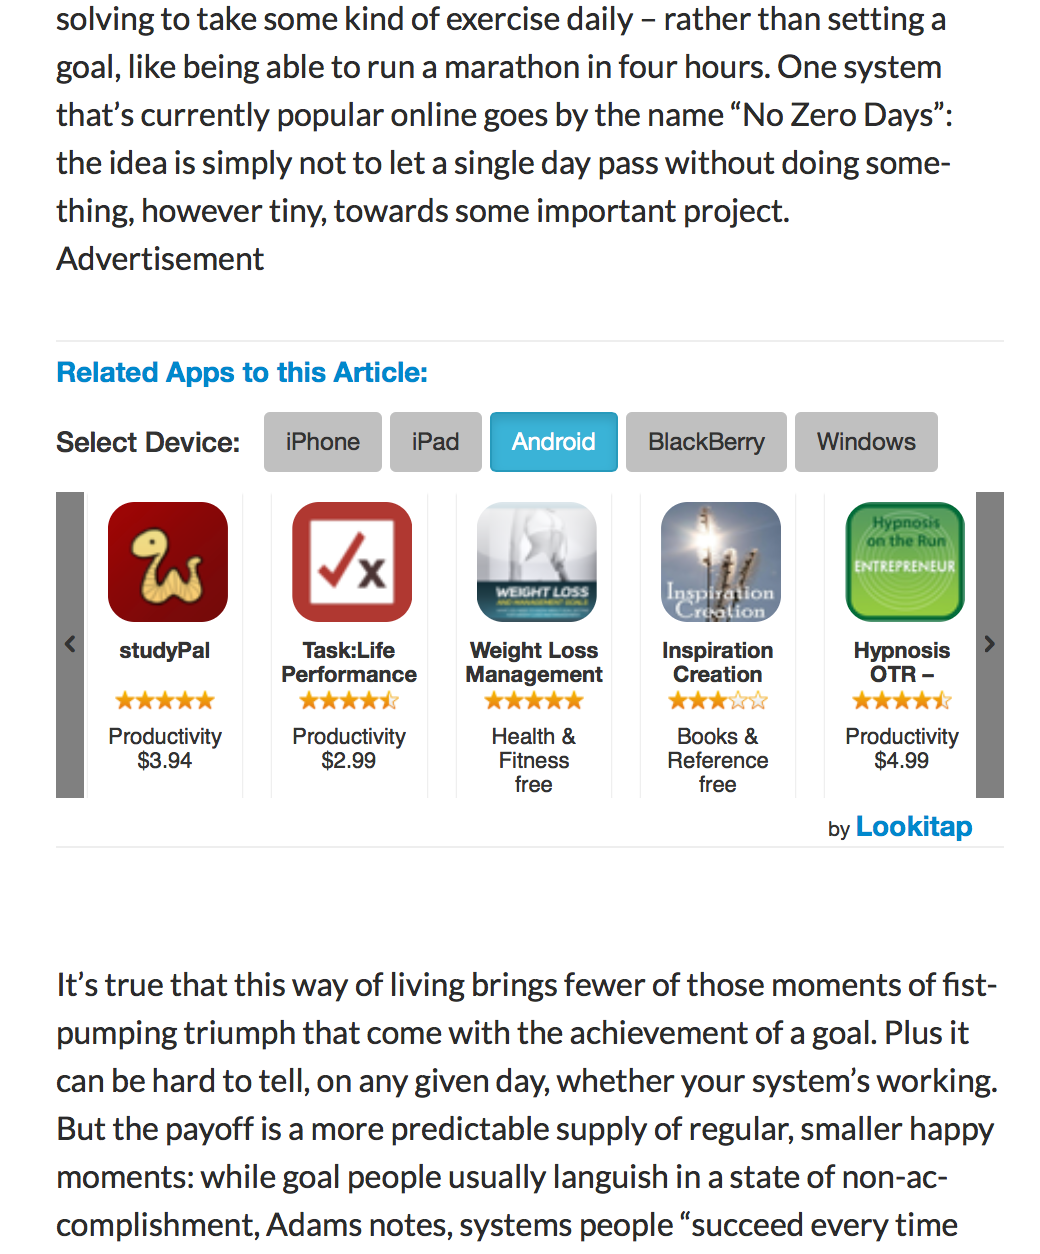 solving to take some kind of exercise daily – rather than setting a
goal, like being able to run a marathon in four hours. One system
that’s currently popular online goes by the name “No Zero Days”:
the idea is simply not to let a single day pass without doing some-
thing, however tiny, towards some important project.
Advertisement
Related Apps to this Article:
Select Device:
iPhone
iPad
Android
BlackBerry
Windows
WEIGHT LOSS
Inspiration
Creation
Hypnosis
on the Run
ENTREPRENEUR
studyPal
Productivity
$3.94
Task:Life
Performance
Productivity
$2.99
Weight Loss
Management
Health &
Fitness
free
Inspiration
Creation
Books &
Reference
free
Hypnosis
OTR –
Productivity
$4.99
by Lookitap
It’s true that this way of living brings fewer of those moments of fist-
pumping triumph that come with the achievement of a goal. Plus it
can be hard to tell, on any given day, whether your system’s working.
But the payoff is a more predictable supply of regular, smaller happy
moments: while goal people usually languish in a state of non-ac-
complishment, Adams notes, systems people “succeed every time